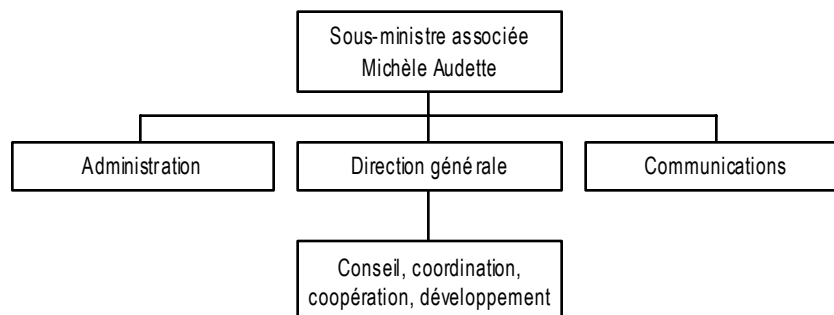 Sous-ministre associée
Michèle Audette
Administration
Direction générale
Communications
Conseil, coordination,
coopération, développement